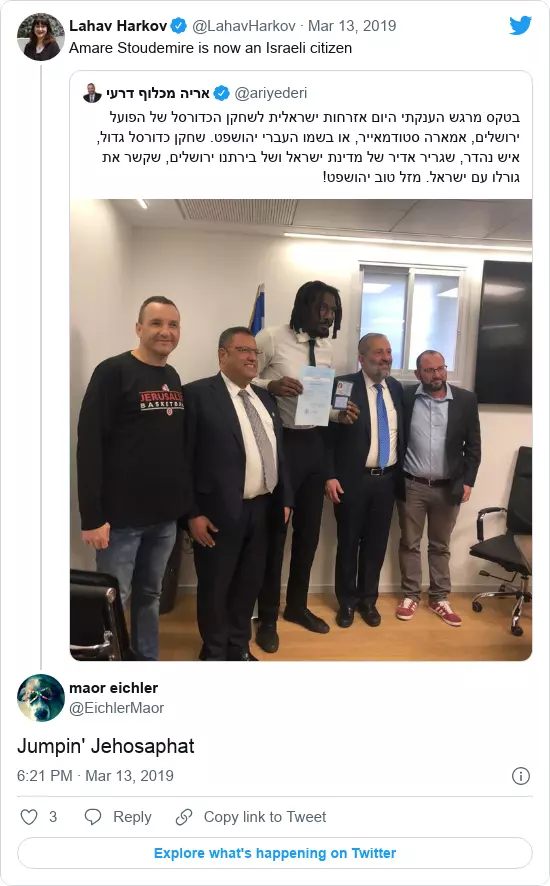 Lahav Harkov @LahavHarkov · Mar 13, 2019
Amare Stoudemire is now an Israeli citizen
אריה מכלוף דרעי @ariyederi
בטקס מרגש הענקתי היום אזרחות ישראלית לשחקן הכדורסל של הפועל
ירושלים, אמארה סטודמאייר, או בשמו העברי יהושפט. שחקן כדורסל גדול,
איש נהדר, שגריר אדיר של מדינת ישראל ושל בירתנו ירושלים, שקשר את
גורלו עם ישראל. מזל טוב יהושפט!
JERUSALEM
BASKETBALL
maor eichler
@EichlerMaor
Jumpin' Jehosaphat
6:21 PM · Mar 13, 2019
3 Reply Copy link to Tweet
Explore what's happening on Twitter